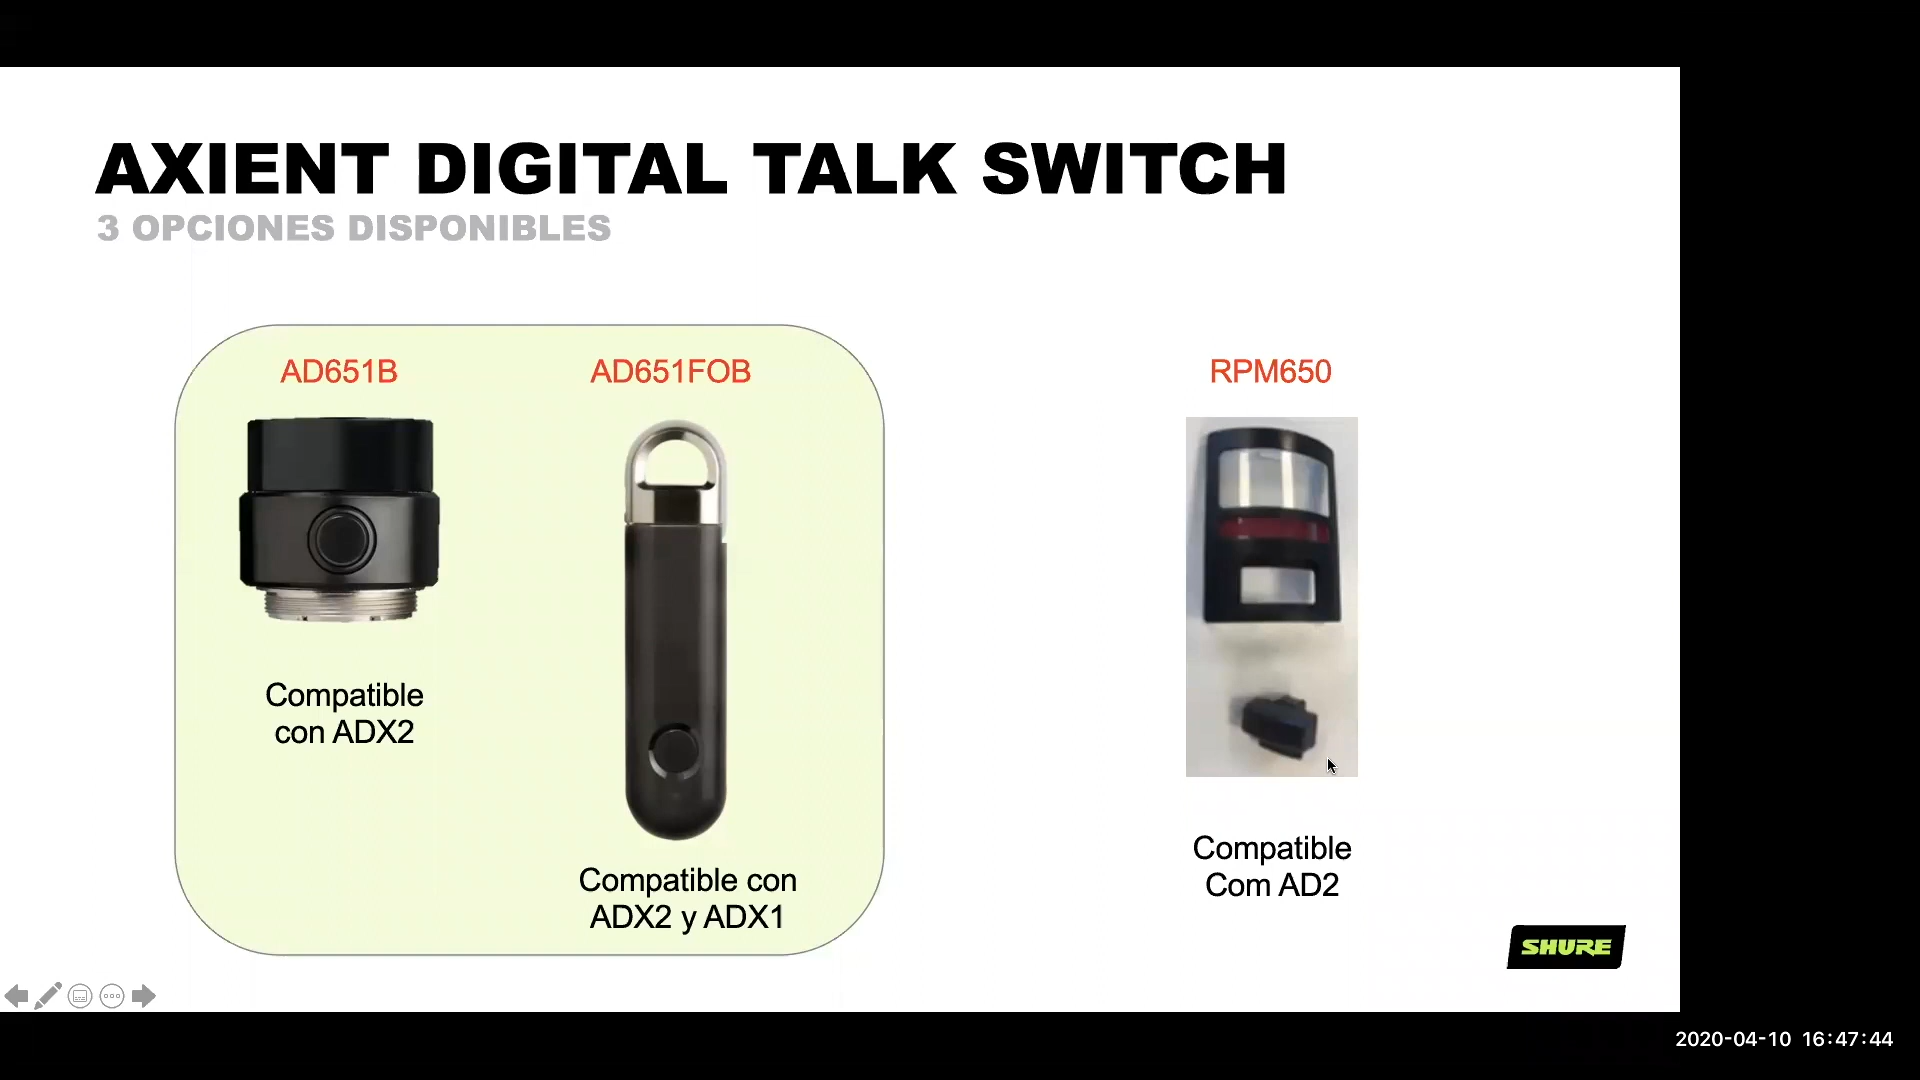 AXIENT DIGITAL TALK SWITCH
3 OPCIONES DISPONIBLES
AD651B
Compatible
con ADX2
AD651FOB
Compatible con
ADX2 y ADX1
RPM650
Compatible
Com AD2
SHURE
2020-04-10 16:47:44